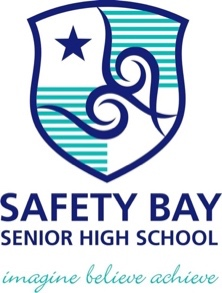 SAFETY BAY
SENIOR HIGH SCHOOL
imagine believe achieve